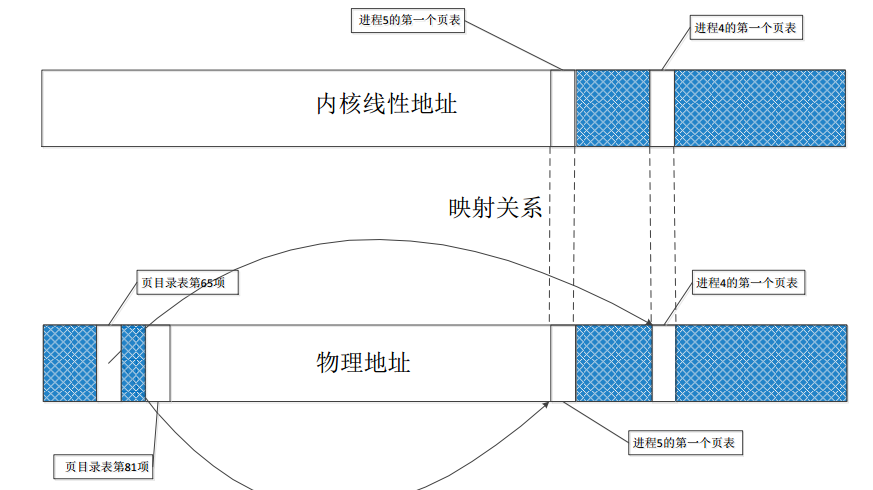 进程5的第一个页表
进程4的第一个页表
内核线性地址
映射关系
页目录表第65项
进程4的第一个页表
物理地址
进程5的第一个页表
页目录表第81项